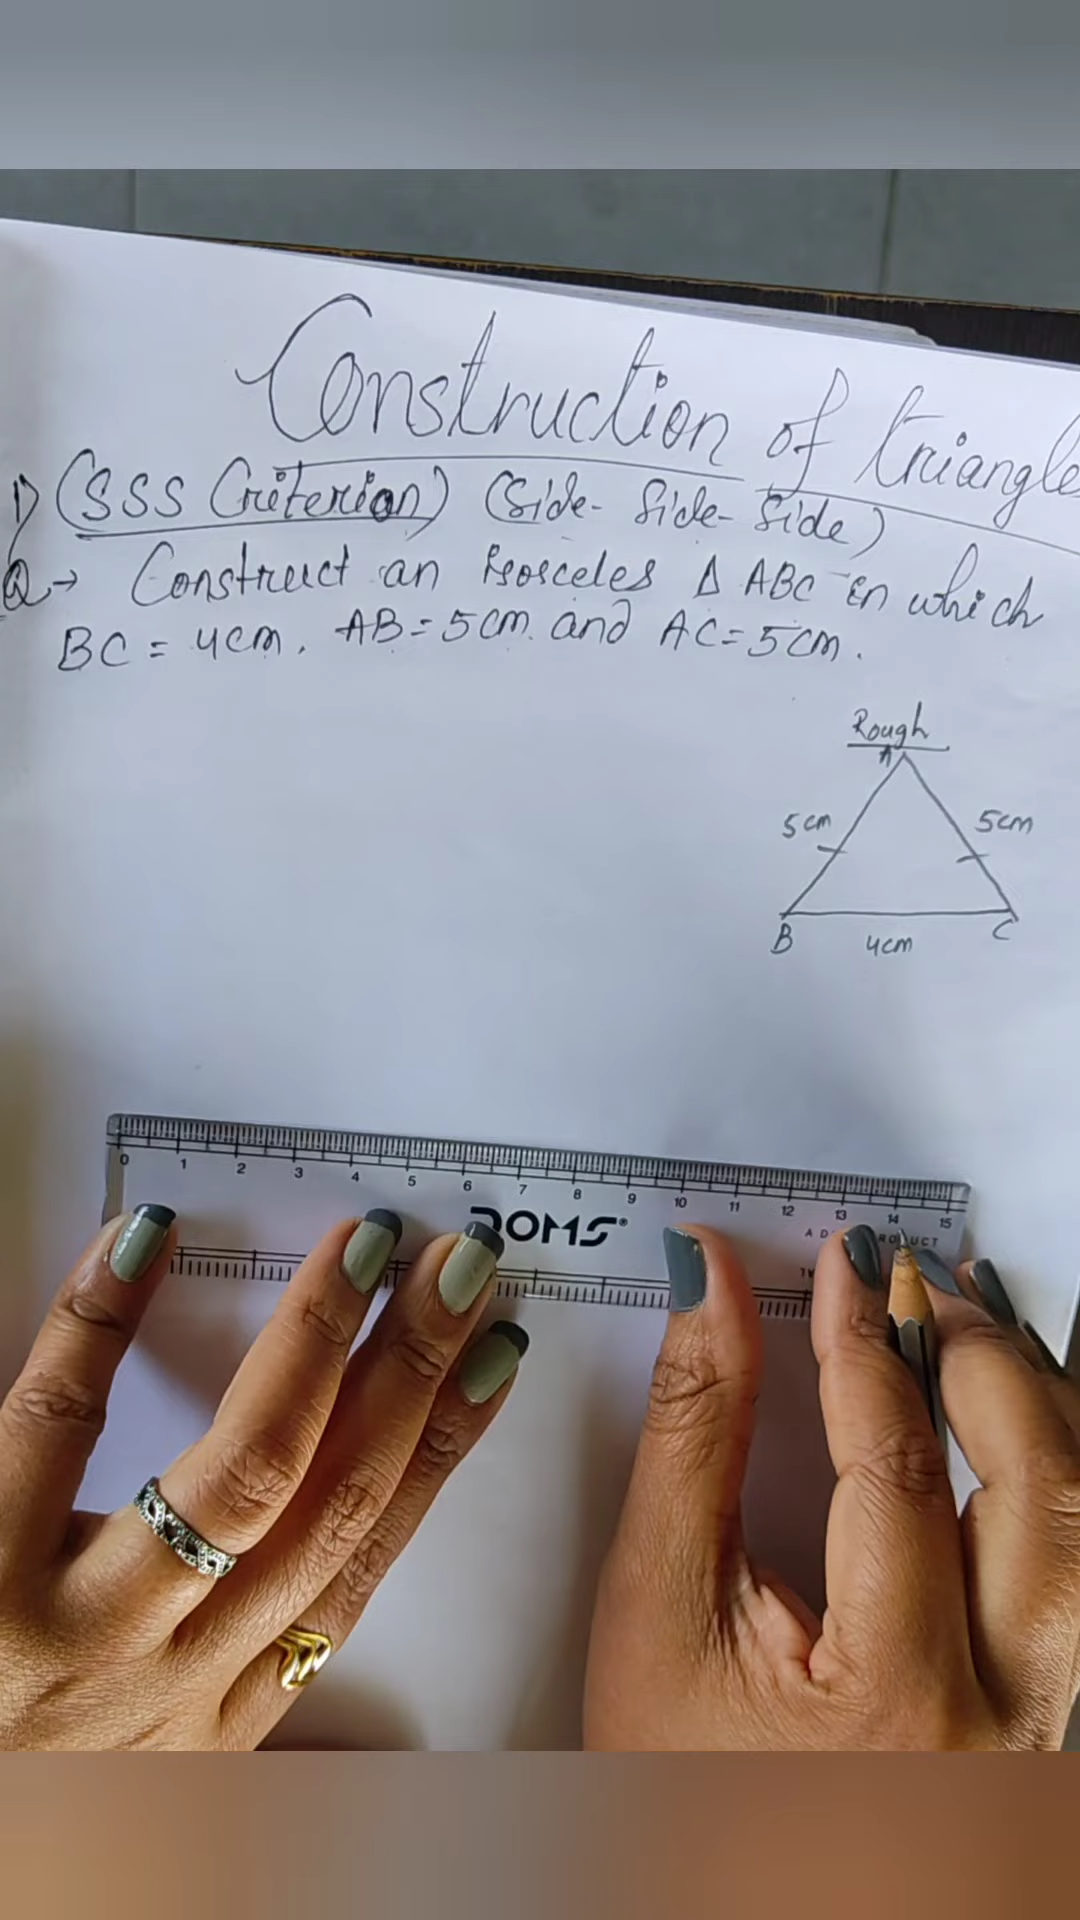 Construction of triangle
1) (SSS Criterion) (Side- Side- Side)
Q→ Construct an isosceles Δ ABC in which
BC = 4cm, AB = 5cm. and AC = 5cm.
Rough
A
5cm 5cm
B 4cm C
0 1 2 3 4 5 6 7 8 9 10 11 12 13 14 15
DOMS®